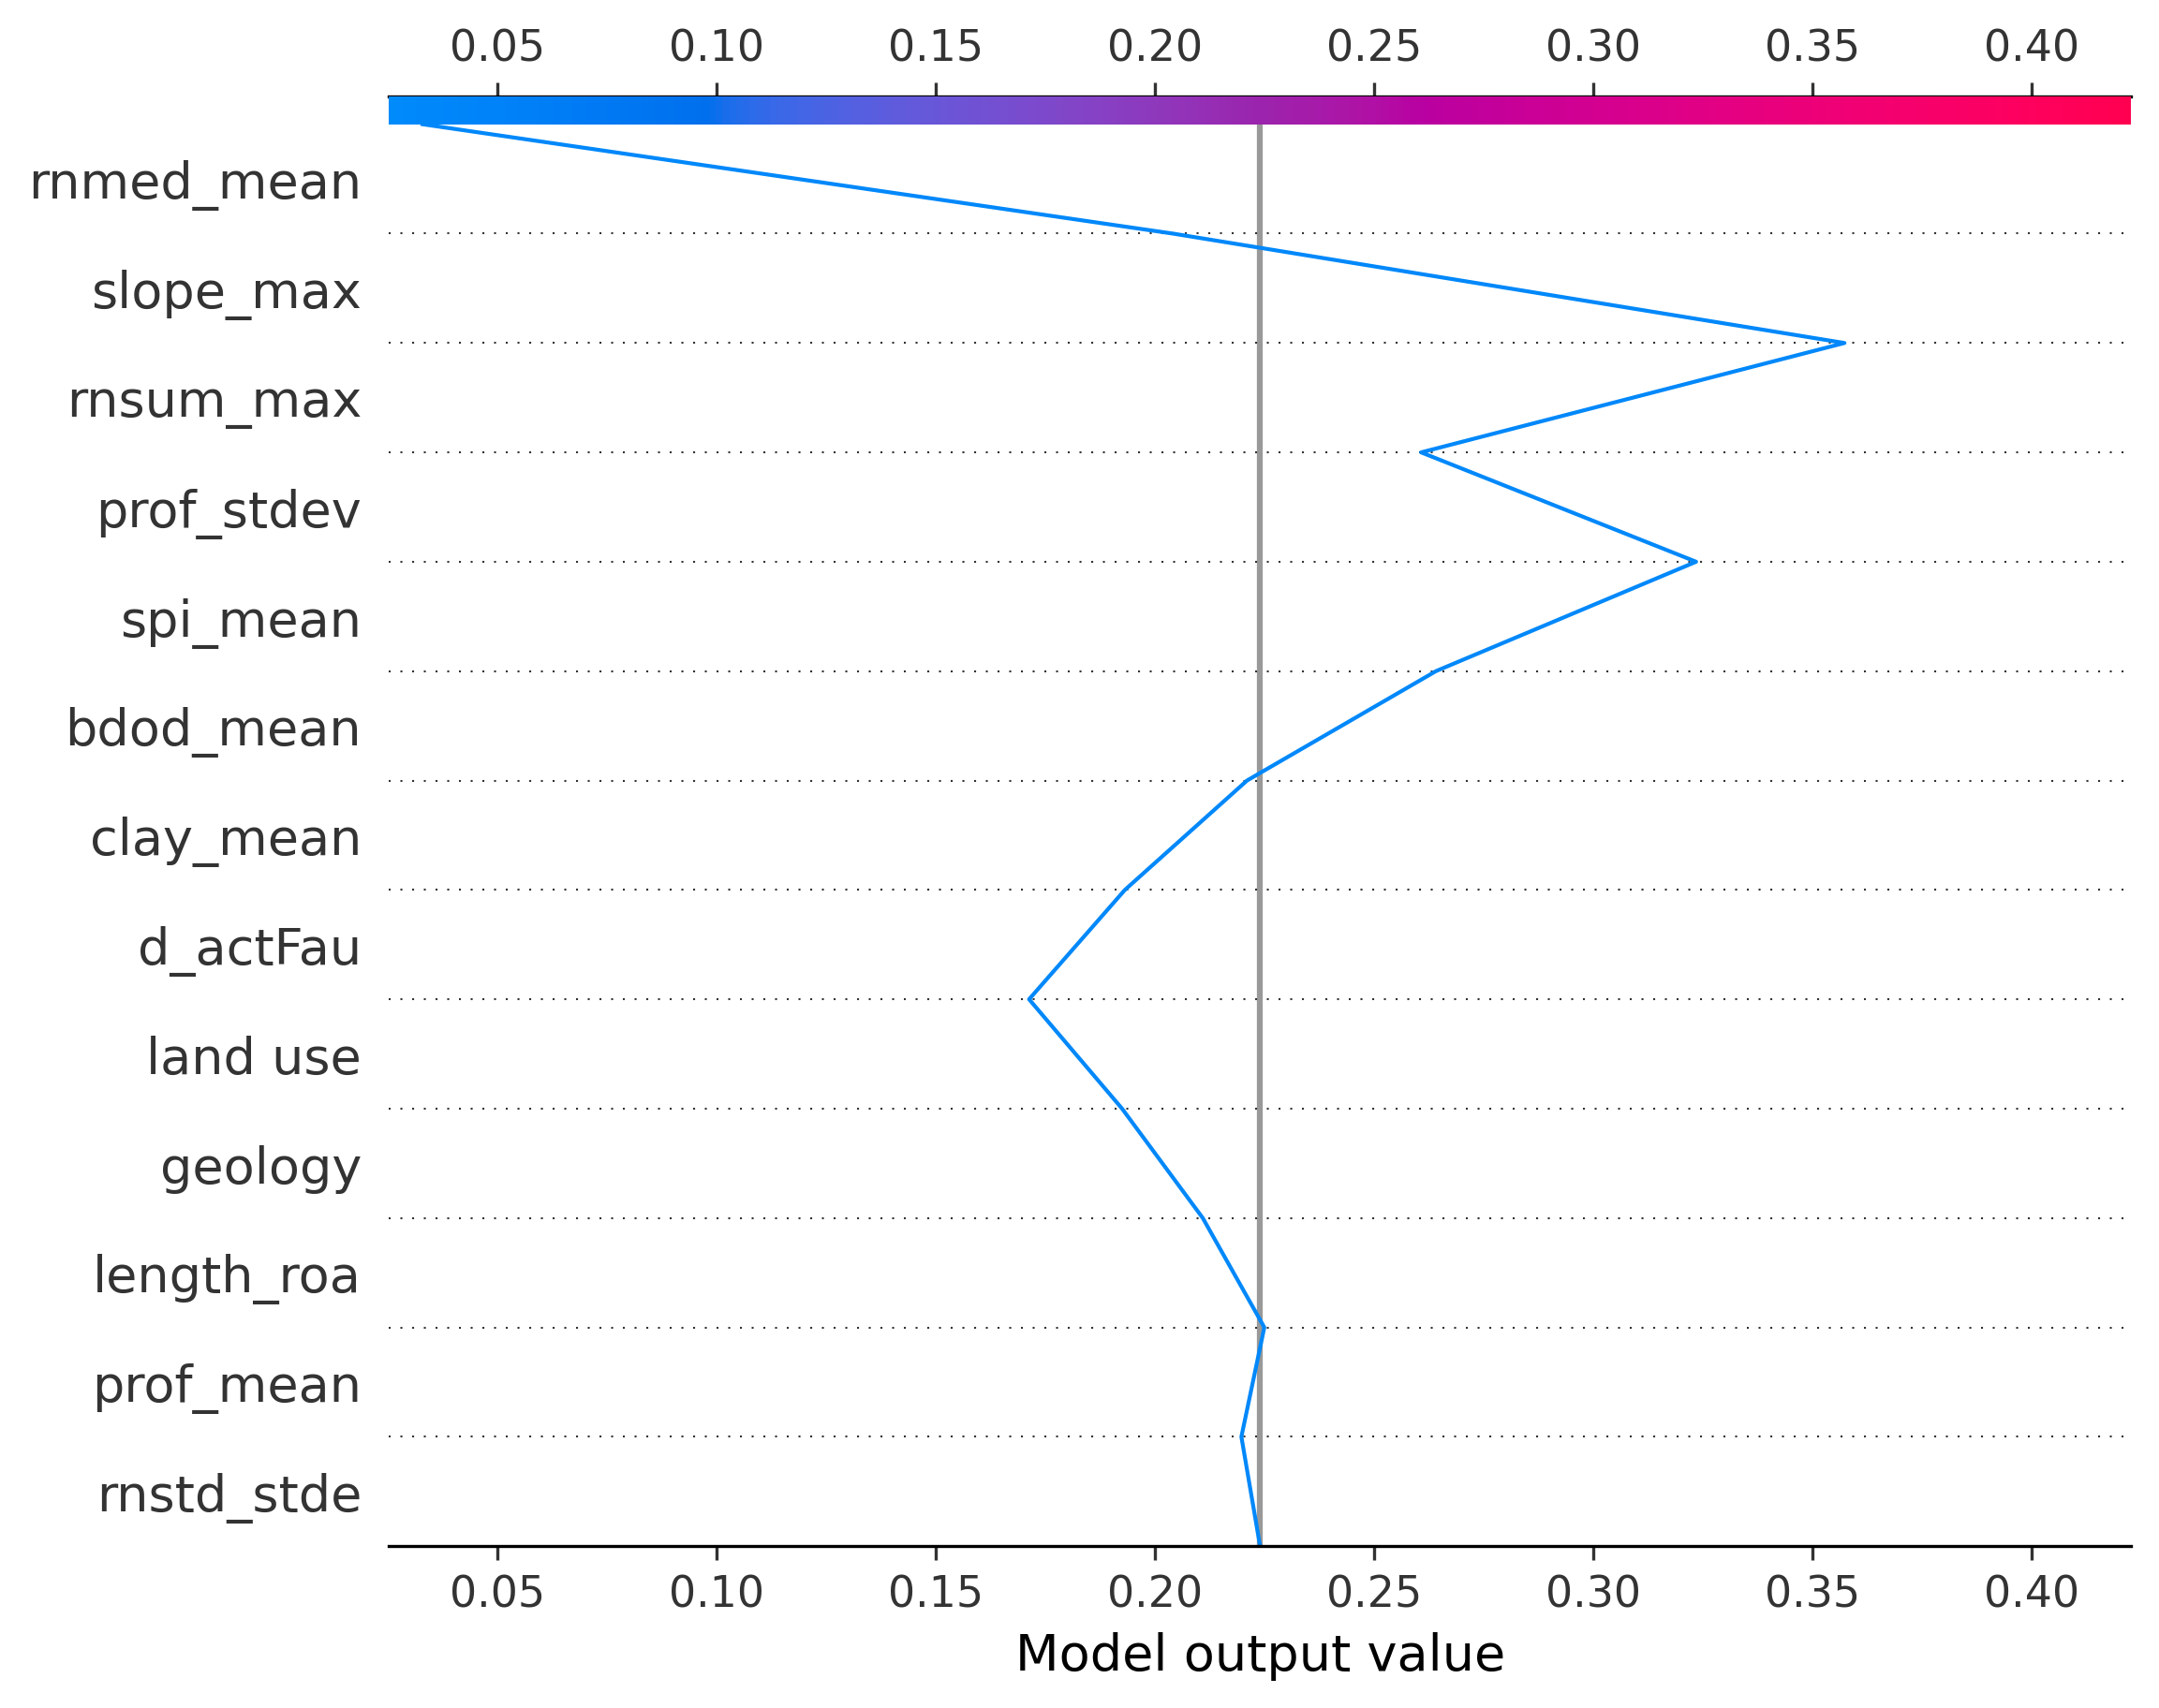 0.05 0.10 0.15 0.20 0.25 0.30 0.35 0.40
rnmed_mean
slope_max
rnsum_max
prof_stdev
spi_mean
bdod_mean
clay_mean
d_actFau
land use
geology
length_roa
prof_mean
rnstd_stde
0.05 0.10 0.15 0.20 0.25 0.30 0.35 0.40
Model output value